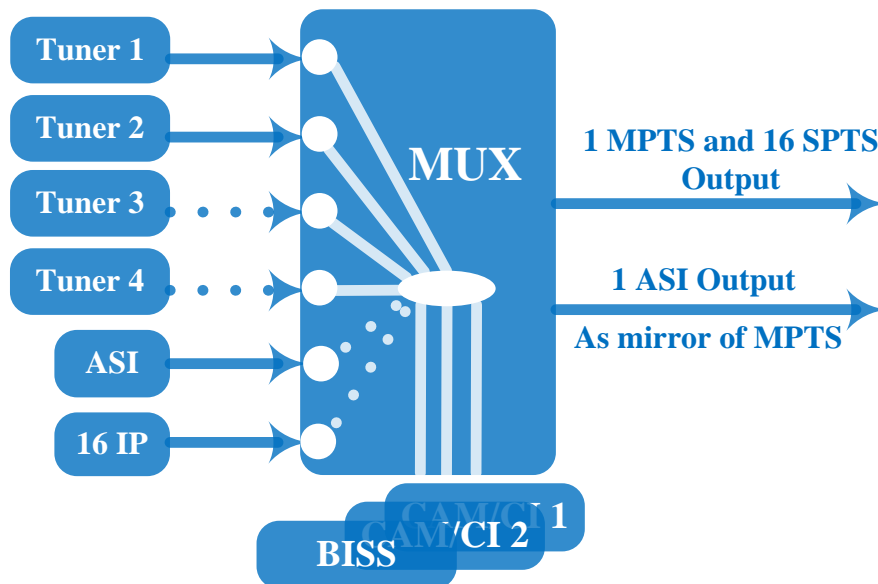 Tuner 1
Tuner 2
Tuner 3
Tuner 4
ASI
16 IP
MUX
1 MPTS and 16 SPTS
Output
1 ASI Output
As mirror of MPTS
CAM/CI 1
CAM/CI 2
BISS